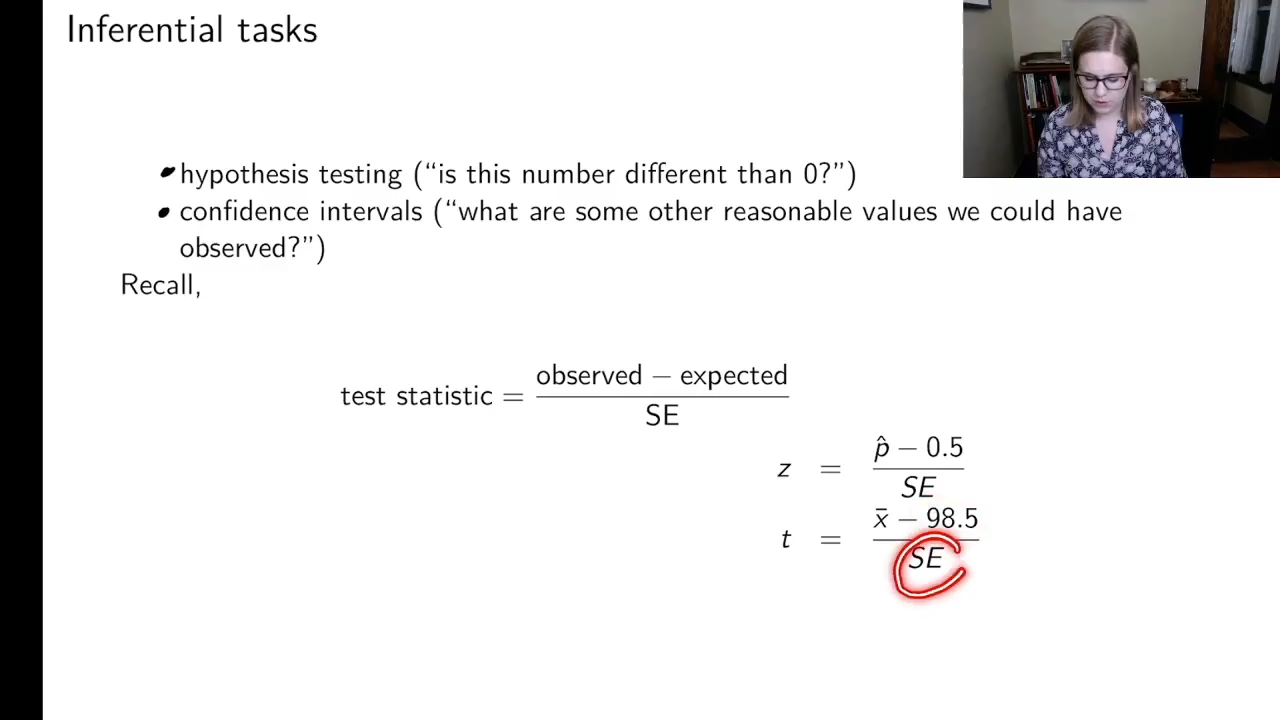 Inferential tasks
• hypothesis testing (“is this number different than 0?”)
• confidence intervals (“what are some other reasonable values we could have
observed?”)
Recall,
test statistic = observed − expected / SE
z = p̂ − 0.5 / SE
t = x̄ − 98.5 / SE